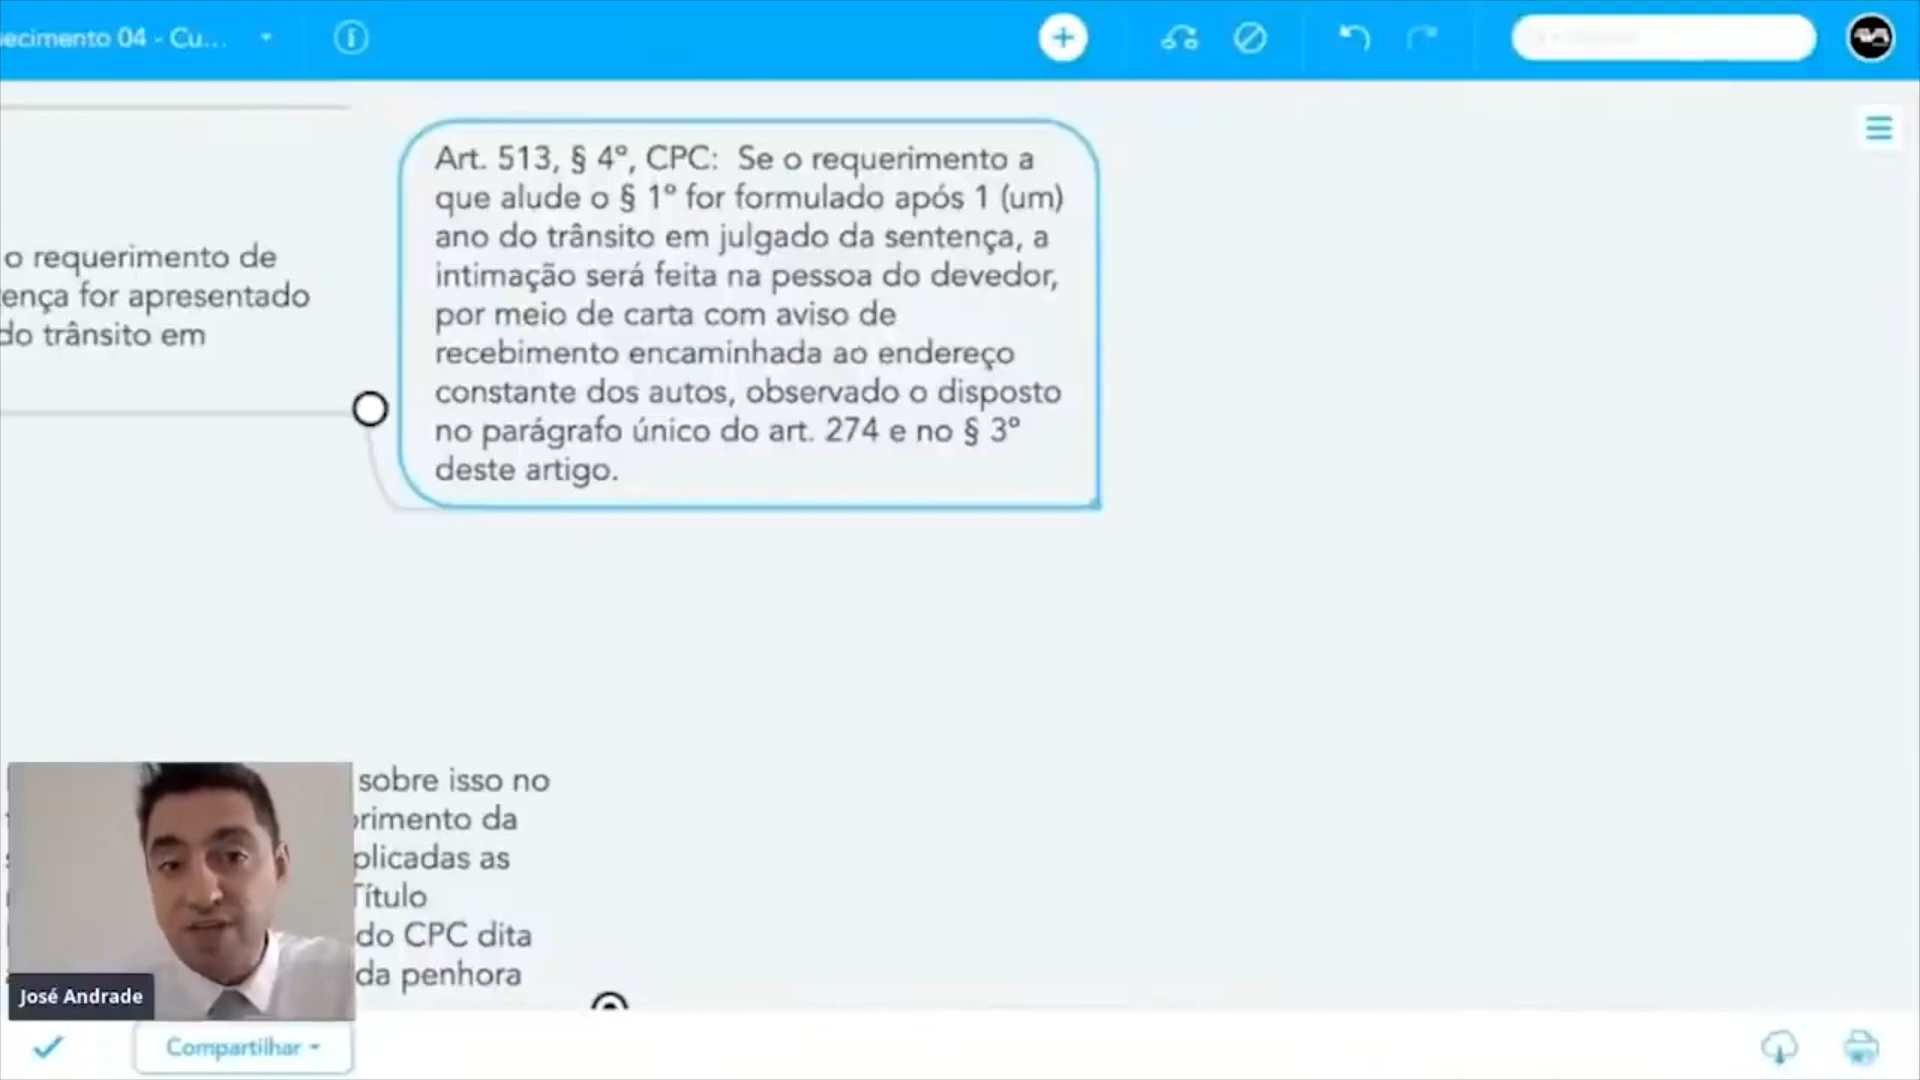 ecimento 04 - Cu...
Art. 513, § 4º, CPC: Se o requerimento a
que alude o § 1º for formulado após 1 (um)
ano do trânsito em julgado da sentença, a
intimação será feita na pessoa do devedor,
por meio de carta com aviso de
recebimento encaminhada ao endereço
constante dos autos, observado o disposto
no parágrafo único do art. 274 e no § 3º
deste artigo.
o requerimento de
ença for apresentado
do trânsito em
sobre isso no
primento da
plicadas as
Título
do CPC dita
da penhora
José Andrade
Compartilhar